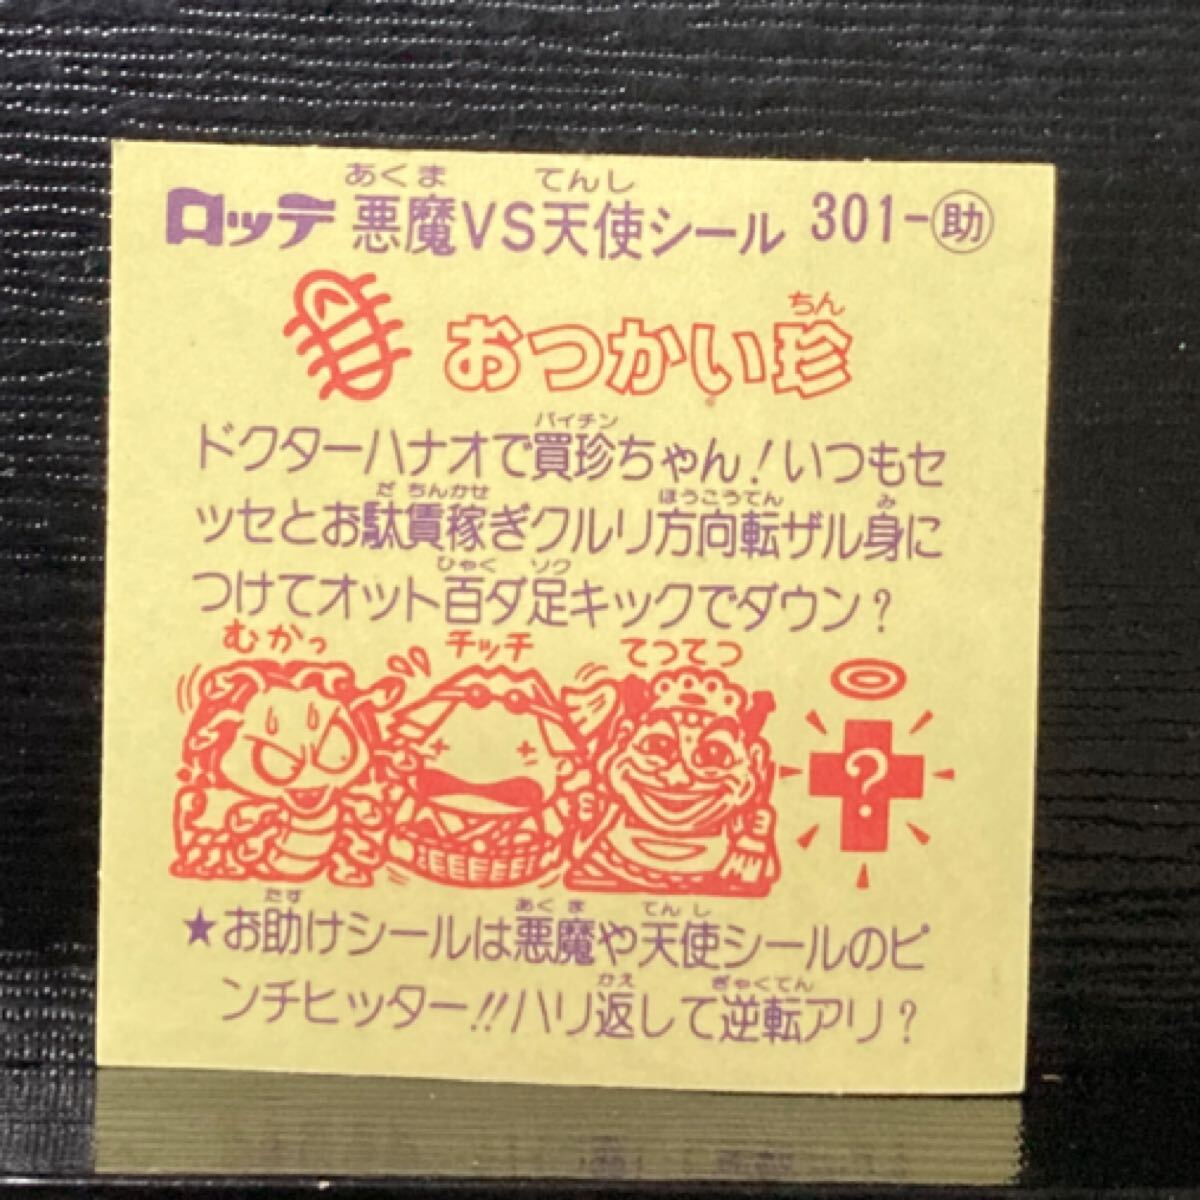 あくま てんし
ロッテ 悪魔VS天使シール 301-助
ちん
おつかい珍
バイチン
ドクターハナオで買珍ちゃん!いつもセ
だちんかせ ほうこうてん み
ッセとお駄賃稼ぎクルリ方向転ザル身に
ひゃく ソク
つけてオット百ダ足キックでダウン?
むかっ チッチ てつてつ
?
たす あくま てんし
★お助けシールは悪魔や天使シールのピ
かえ ぎゃくてん
ンチヒッター!!ハリ返して逆転アリ?